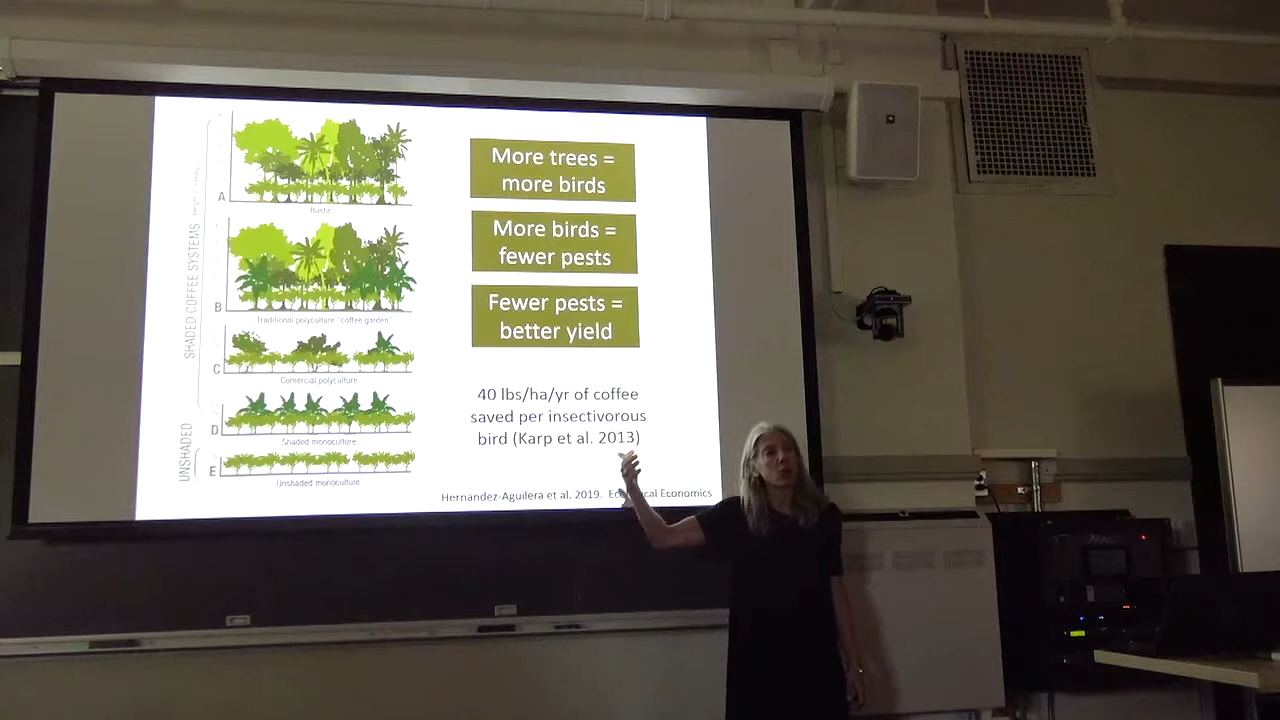 A
Rustic
B
Traditional polyculture "coffee garden"
C
Comercial polyculture
D
Shaded monoculture
E
Unshaded monoculture
SHADED COFFEE SYSTEMS
UNSHADED
More trees =
more birds
More birds =
fewer pests
Fewer pests =
better yield
40 lbs/ha/yr of coffee
saved per insectivorous
bird (Karp et al. 2013)
Hernandez-Aguilera et al. 2019. Economics